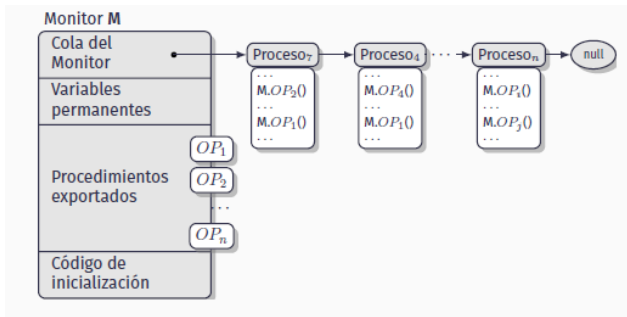 Monitor M
Cola del
Monitor
Proceso₇
Proceso₄
· · ·
Procesoₙ
null
Variables
permanentes
...
M.OP₂()
...
M.OP₁()
...
...
M.OP₄()
...
M.OP₁()
...
...
M.OPᵢ()
...
M.OPⱼ()
...
Procedimientos
exportados
OP₁
OP₂
...
OPₙ
Código de
inicialización